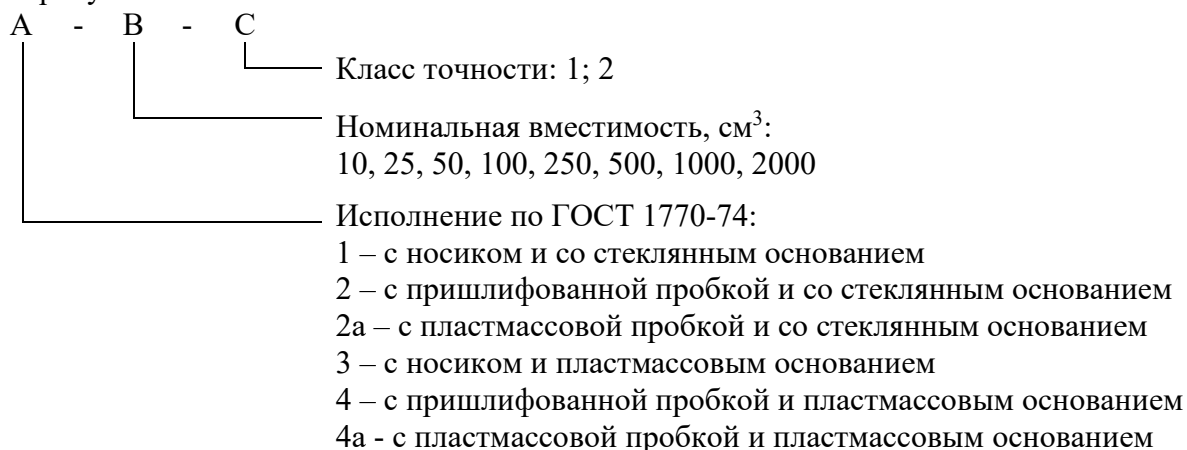 A - B - C
Класс точности: 1; 2
Номинальная вместимость, см³:
10, 25, 50, 100, 250, 500, 1000, 2000
Исполнение по ГОСТ 1770-74:
1 – с носиком и со стеклянным основанием
2 – с пришлифованной пробкой и со стеклянным основанием
2а – с пластмассовой пробкой и со стеклянным основанием
3 – с носиком и пластмассовым основанием
4 – с пришлифованной пробкой и пластмассовым основанием
4а - с пластмассовой пробкой и пластмассовым основанием